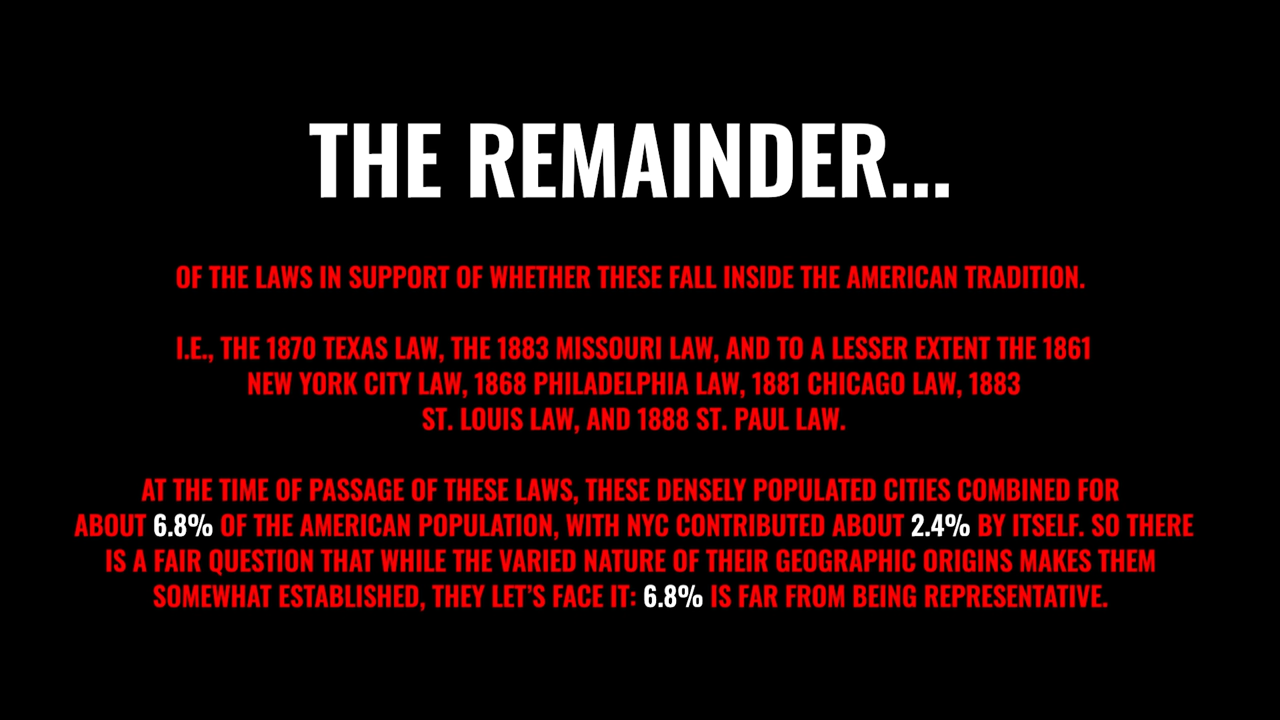 THE REMAINDER...
OF THE LAWS IN SUPPORT OF WHETHER THESE FALL INSIDE THE AMERICAN TRADITION.
I.E., THE 1870 TEXAS LAW, THE 1883 MISSOURI LAW, AND TO A LESSER EXTENT THE 1861
NEW YORK CITY LAW, 1868 PHILADELPHIA LAW, 1881 CHICAGO LAW, 1883
ST. LOUIS LAW, AND 1888 ST. PAUL LAW.
AT THE TIME OF PASSAGE OF THESE LAWS, THESE DENSELY POPULATED CITIES COMBINED FOR
ABOUT 6.8% OF THE AMERICAN POPULATION, WITH NYC CONTRIBUTED ABOUT 2.4% BY ITSELF. SO THERE
IS A FAIR QUESTION THAT WHILE THE VARIED NATURE OF THEIR GEOGRAPHIC ORIGINS MAKES THEM
SOMEWHAT ESTABLISHED, THEY LET'S FACE IT: 6.8% IS FAR FROM BEING REPRESENTATIVE.